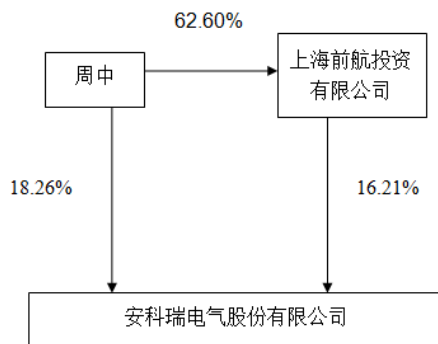 62.60%
周中
上海前航投资
有限公司
18.26%
16.21%
安科瑞电气股份有限公司